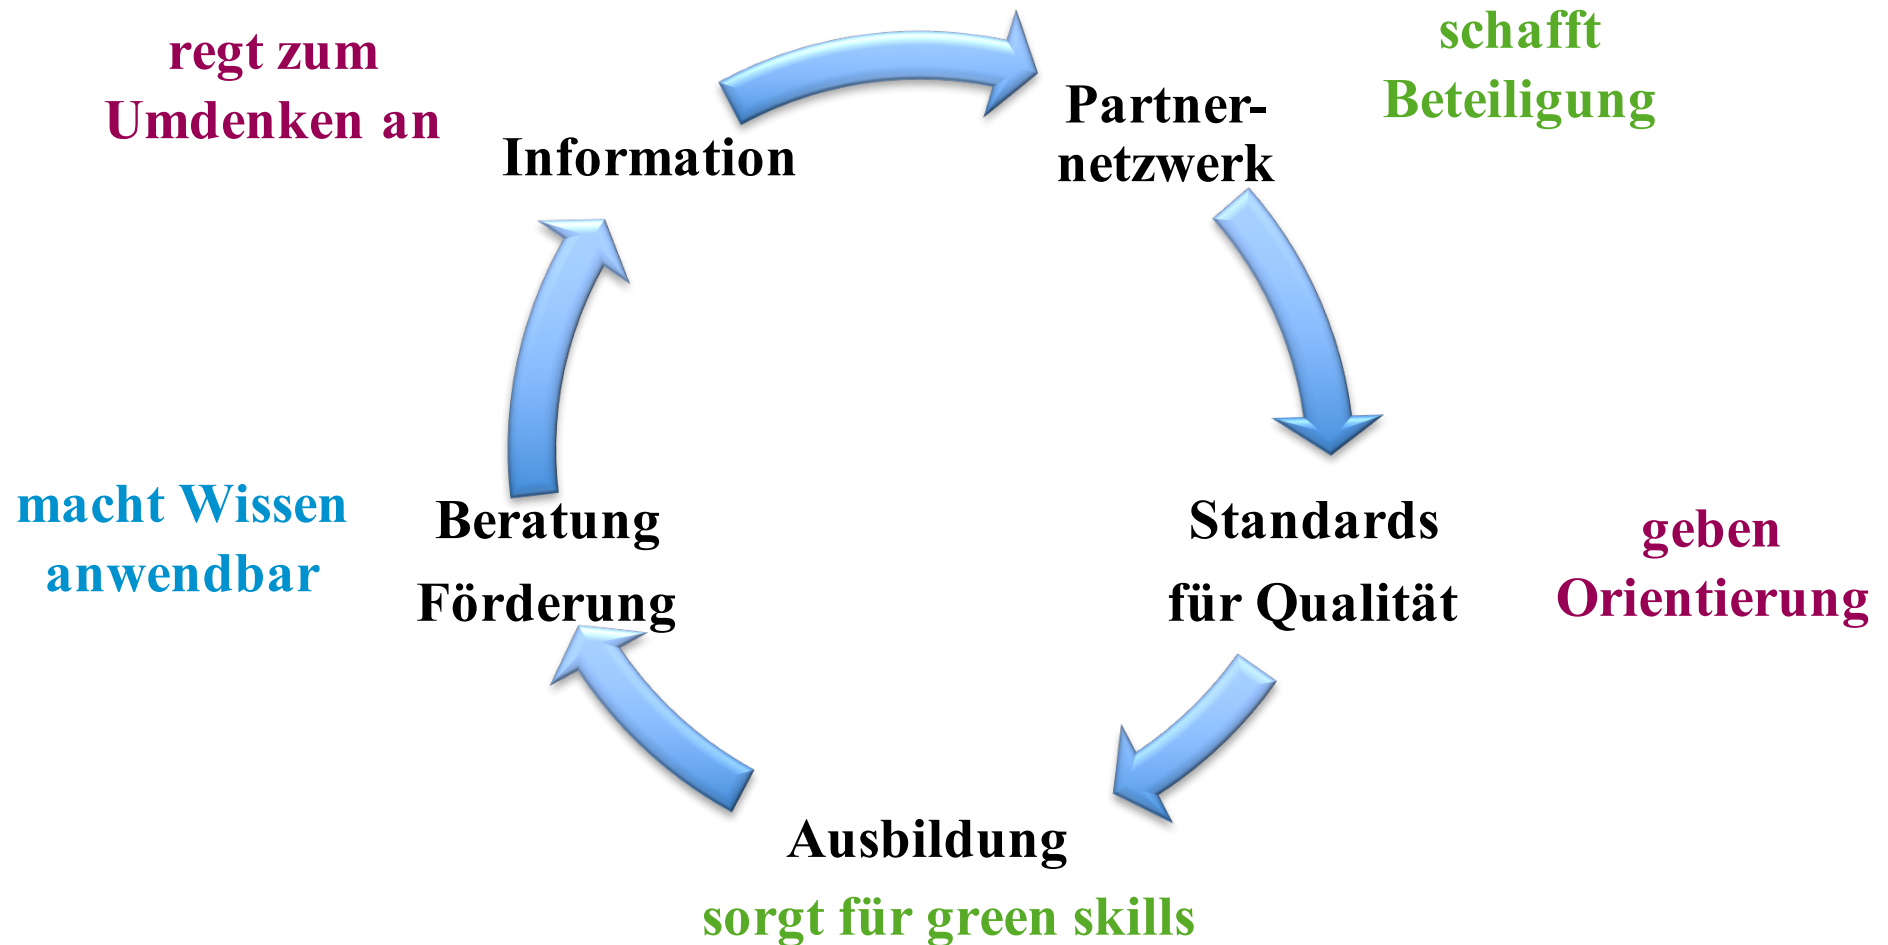 regt zum
Umdenken an
Information
Partner-
netzwerk
schafft
Beteiligung
Standards
für Qualität
geben
Orientierung
Ausbildung
sorgt für green skills
Beratung
Förderung
macht Wissen
anwendbar